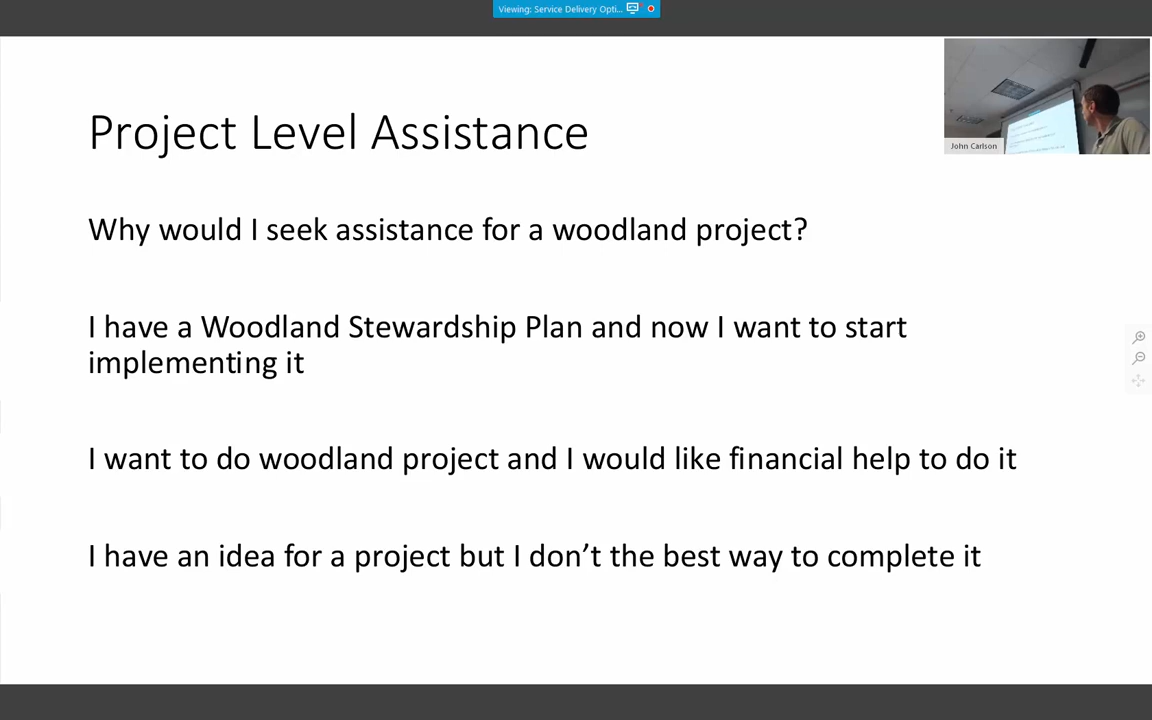 Viewing: Service Delivery Opti...
Project Level Assistance
John Carlson
Why would I seek assistance for a woodland project?
I have a Woodland Stewardship Plan and now I want to start
implementing it
I want to do woodland project and I would like financial help to do it
I have an idea for a project but I don’t the best way to complete it